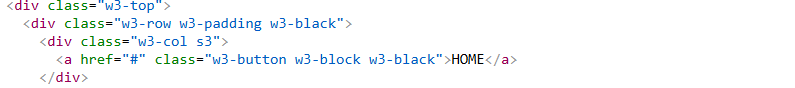 <div class="w3-top">
<div class="w3-row w3-padding w3-black">
<div class="w3-col s3">
<a href="#" class="w3-button w3-block w3-black">HOME</a>
</div>